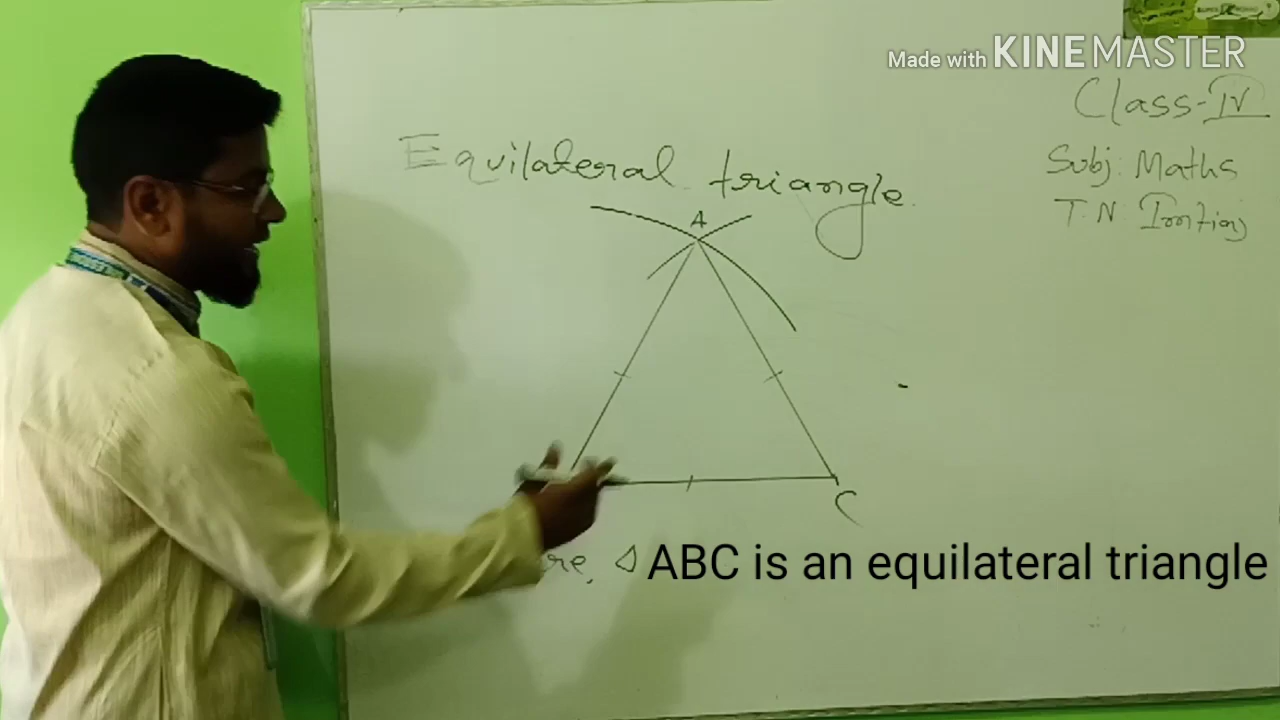 Made with KINEMASTER
Class-IV
Subj: Maths
T.N:
Equilateral triangle.
A
C
re, Δ ABC is an equilateral triangle